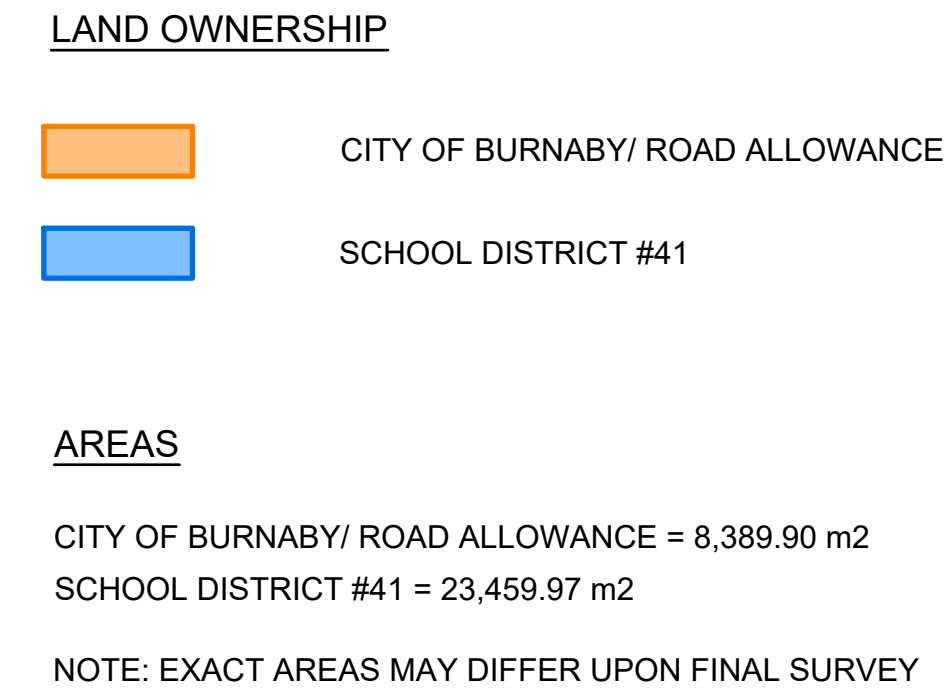 LAND OWNERSHIP
CITY OF BURNABY/ ROAD ALLOWANCE
SCHOOL DISTRICT #41
AREAS
CITY OF BURNABY/ ROAD ALLOWANCE = 8,389.90 m2
SCHOOL DISTRICT #41 = 23,459.97 m2
NOTE: EXACT AREAS MAY DIFFER UPON FINAL SURVEY